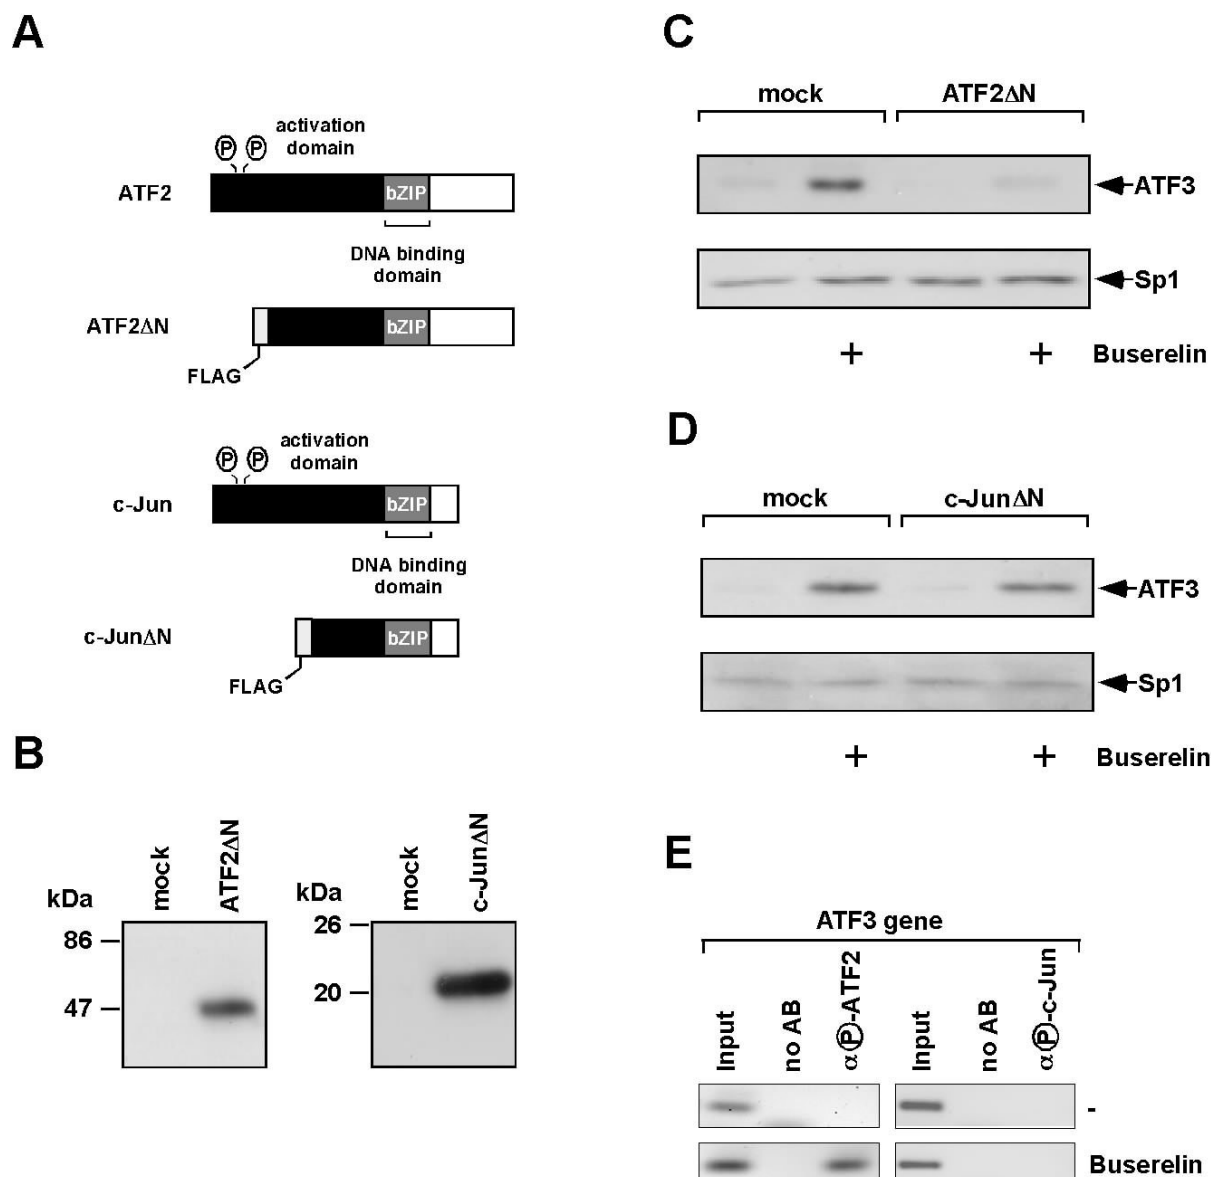 A
P P activation
domain
ATF2
bZIP
DNA binding
domain
ATF2ΔN
bZIP
FLAG
P P activation
domain
c-Jun
bZIP
DNA binding
domain
c-JunΔN
bZIP
FLAG
B
mock
ATF2ΔN
kDa
86
47
mock
c-JunΔN
kDa
26
20
C
mock ATF2ΔN
ATF3
Sp1
+ + Buserelin
D
mock c-JunΔN
ATF3
Sp1
+ + Buserelin
E
ATF3 gene
Input
no AB
αP-ATF2
Input
no AB
αP-c-Jun
-
Buserelin